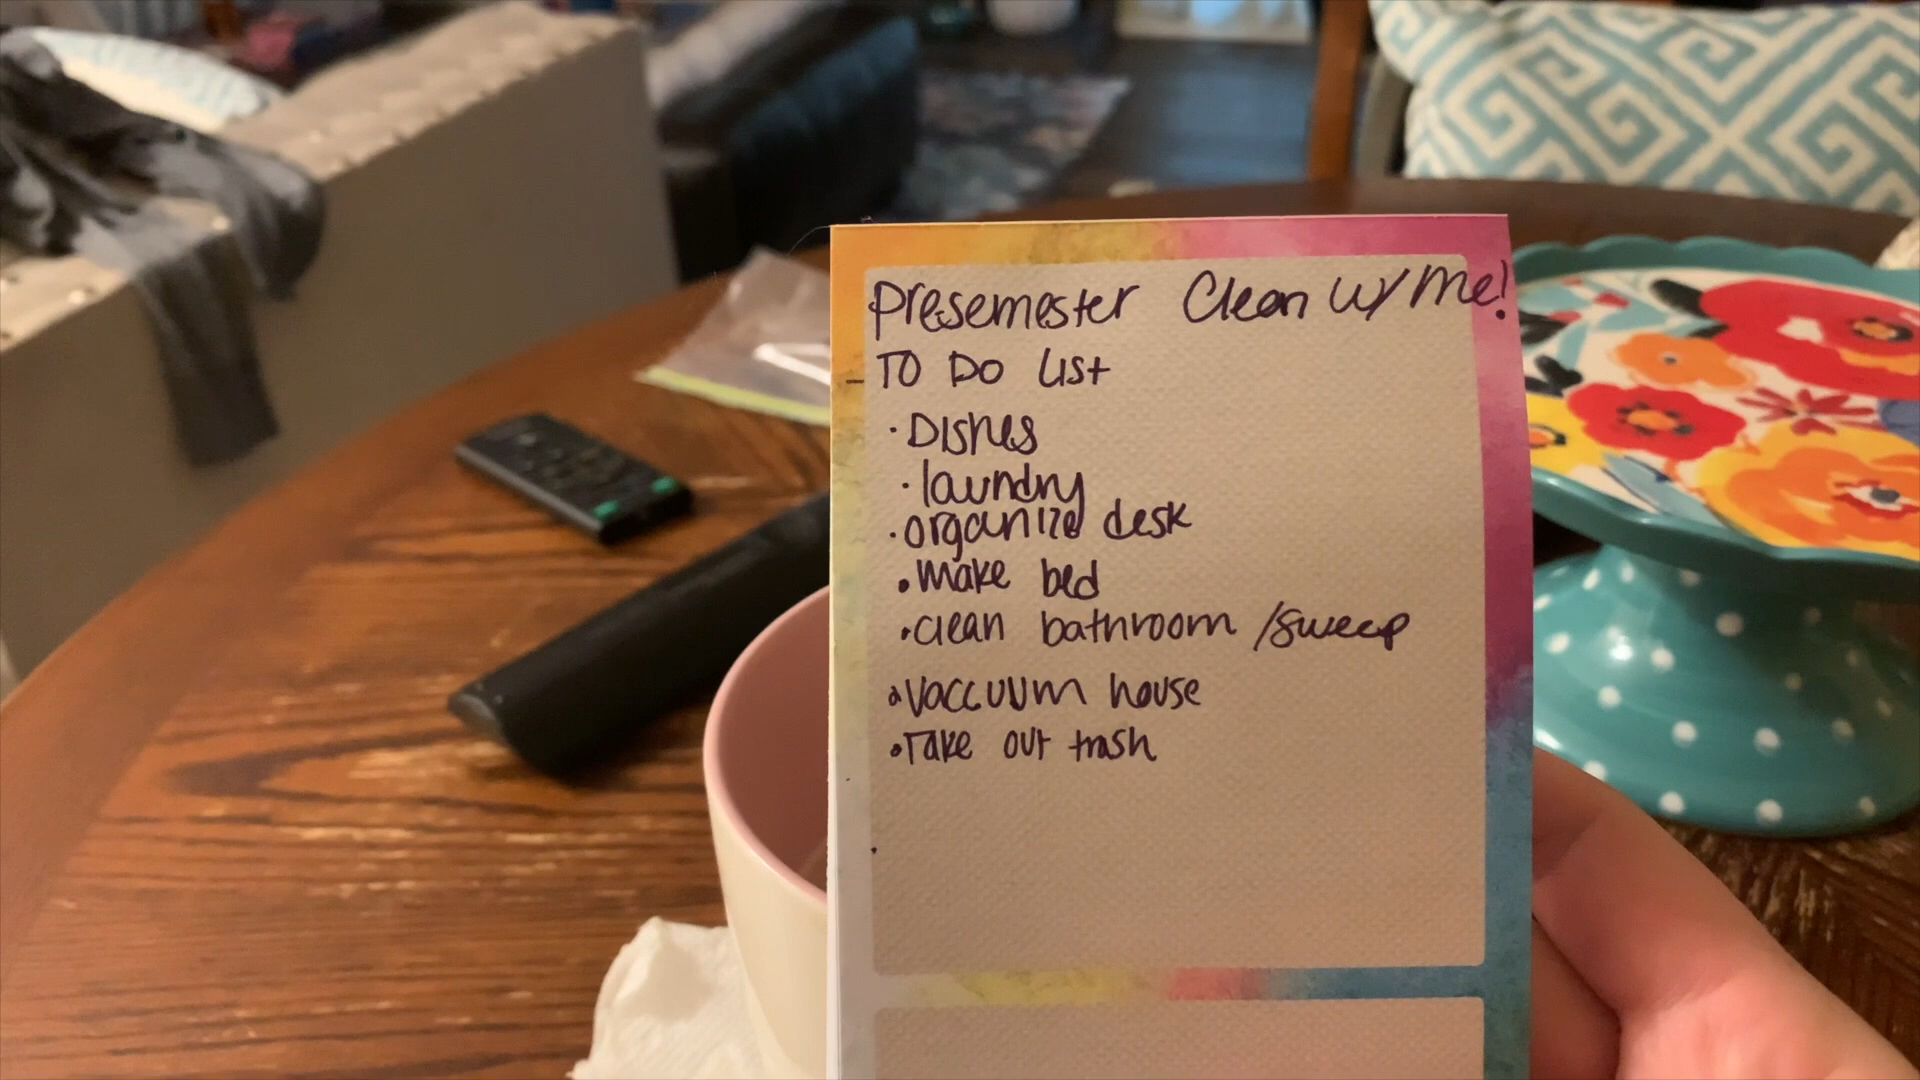 Presemester Clean w/ Me!
- TO DO List
· Dishes
· laundry
· organize desk
· make bed
· clean bathroom /sweep
· vaccuum house
· Take out trash